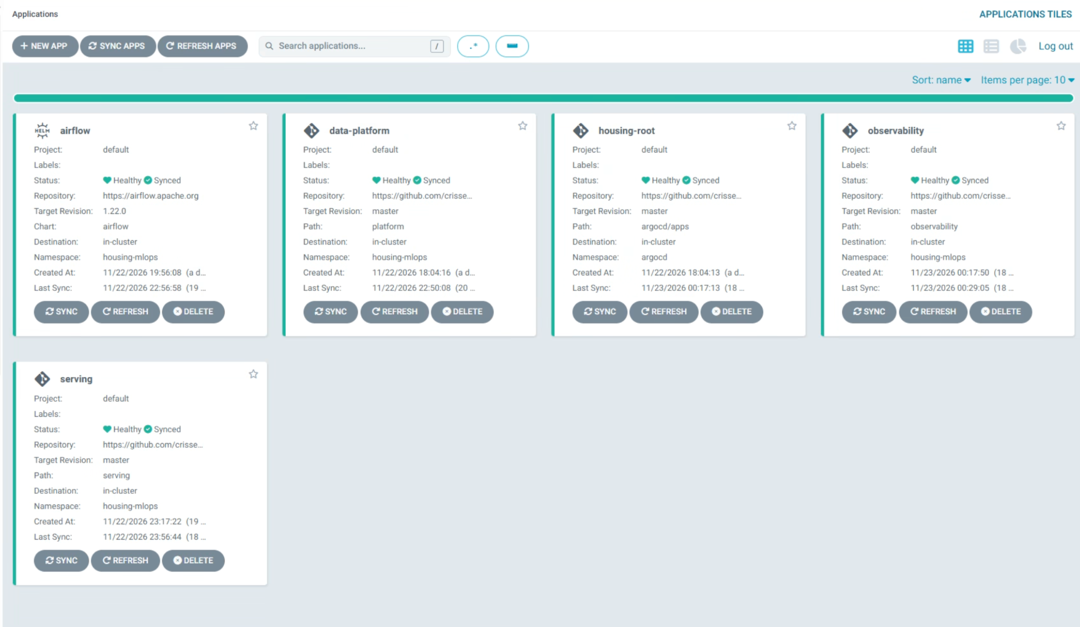 Applications
APPLICATIONS TILES
+ NEW APP
SYNC APPS
REFRESH APPS
Search applications...
/
.*
Log out
Sort: name
Items per page: 10
HELM
airflow
Project: default
Labels:
Status: Healthy Synced
Repository: https://airflow.apache.org
Target Revision: 1.22.0
Chart: airflow
Destination: in-cluster
Namespace: housing-mlops
Created At: 11/22/2026 19:56:08 (a d...
Last Sync: 11/22/2026 22:56:58 (19 ...
SYNC
REFRESH
DELETE
data-platform
Project: default
Labels:
Status: Healthy Synced
Repository: https://github.com/crisse...
Target Revision: master
Path: platform
Destination: in-cluster
Namespace: housing-mlops
Created At: 11/22/2026 18:04:16 (a d...
Last Sync: 11/22/2026 22:50:08 (20 ...
SYNC
REFRESH
DELETE
housing-root
Project: default
Labels:
Status: Healthy Synced
Repository: https://github.com/crisse...
Target Revision: master
Path: argocd/apps
Destination: in-cluster
Namespace: argocd
Created At: 11/22/2026 18:04:13 (a d...
Last Sync: 11/23/2026 00:17:13 (18 ...
SYNC
REFRESH
DELETE
observability
Project: default
Labels:
Status: Healthy Synced
Repository: https://github.com/crisse...
Target Revision: master
Path: observability
Destination: in-cluster
Namespace: housing-mlops
Created At: 11/23/2026 00:17:50 (18 ...
Last Sync: 11/23/2026 00:29:05 (18 ...
SYNC
REFRESH
DELETE
serving
Project: default
Labels:
Status: Healthy Synced
Repository: https://github.com/crisse...
Target Revision: master
Path: serving
Destination: in-cluster
Namespace: housing-mlops
Created At: 11/22/2026 23:17:22 (19 ...
Last Sync: 11/22/2026 23:56:44 (18 ...
SYNC
REFRESH
DELETE